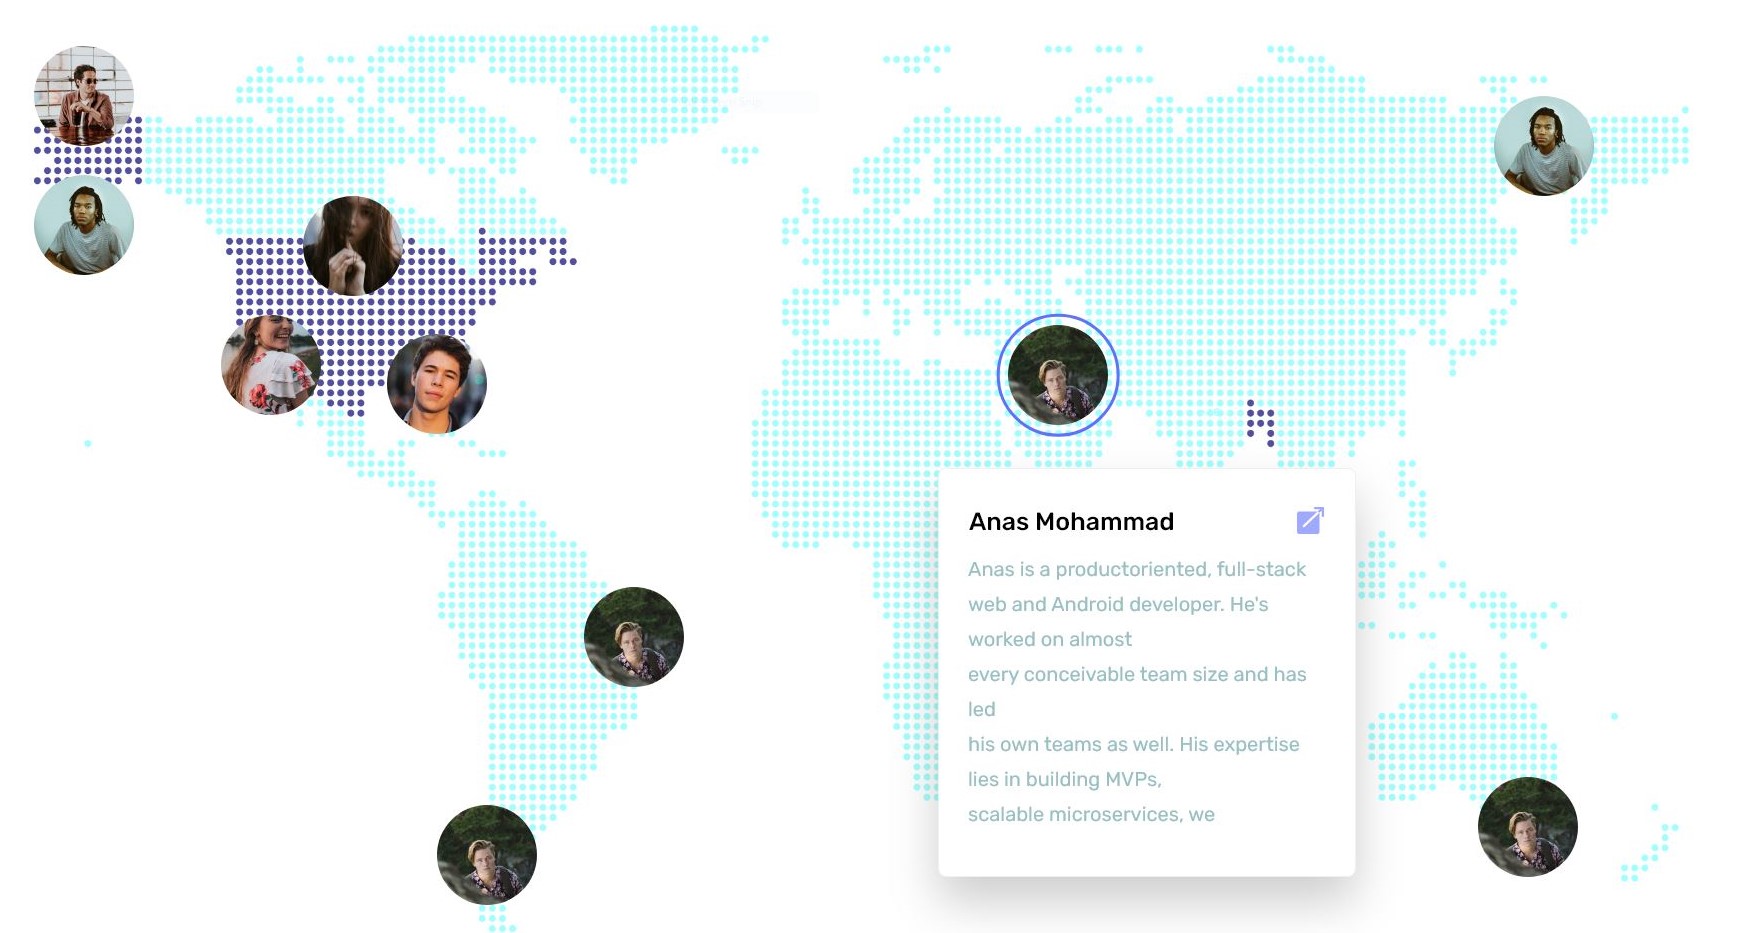 Anas Mohammad
Anas is a productoriented, full-stack
web and Android developer. He's
worked on almost
every conceivable team size and has
led
his own teams as well. His expertise
lies in building MVPs,
scalable microservices, we